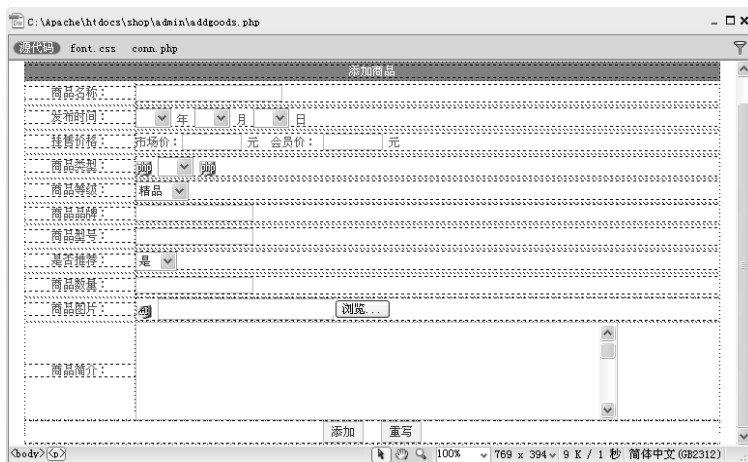 C:\Apache\htdocs\shop\admin\addgoods.php
源代码 font.css conn.php
添加商品
商品名称：
发布时间： 年 月 日
挂售价格： 市场价： 元 会员价： 元
商品类型： php php
商品等级： 精品
商品品牌：
商品型号：
是否推荐： 是
商品数量：
商品图片： 浏览...
商品简介：
添加 重写
<body><p> 100% 769 x 394 9 K / 1 秒 简体中文(GB2312)